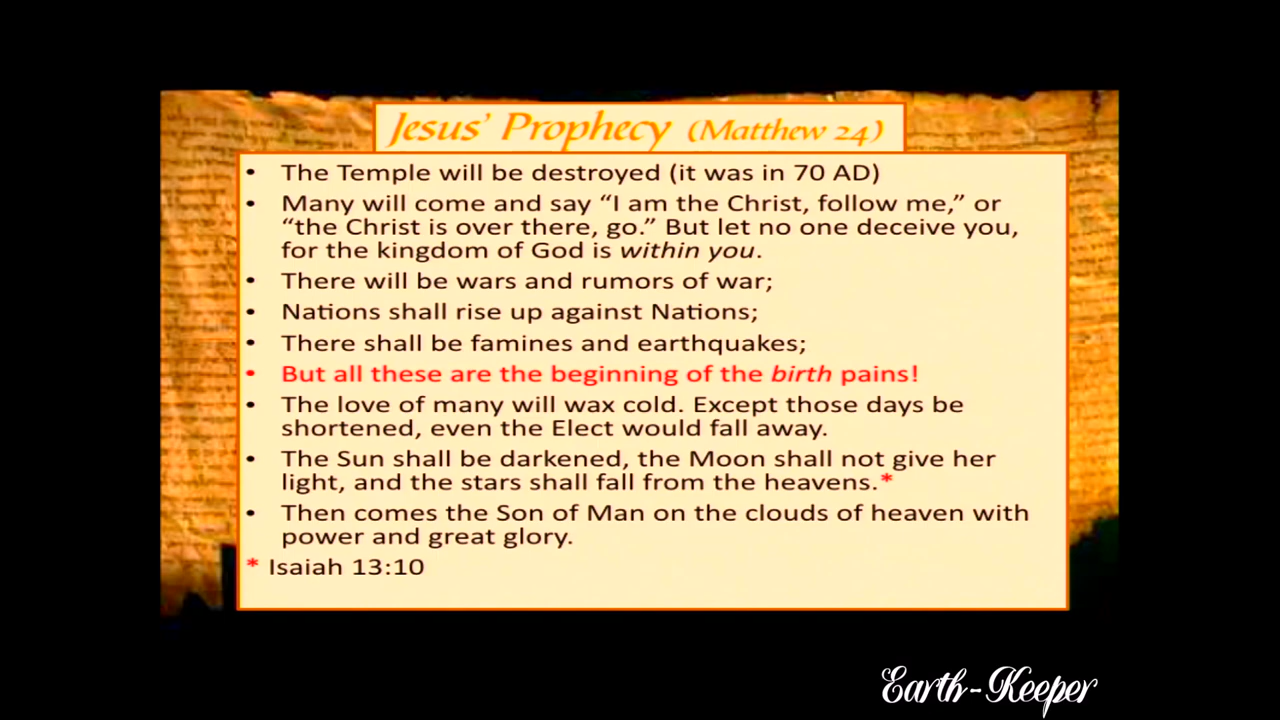 Jesus' Prophecy (Matthew 24)
• The Temple will be destroyed (it was in 70 AD)
• Many will come and say “I am the Christ, follow me,” or
“the Christ is over there, go.” But let no one deceive you,
for the kingdom of God is within you.
• There will be wars and rumors of war;
• Nations shall rise up against Nations;
• There shall be famines and earthquakes;
• But all these are the beginning of the birth pains!
• The love of many will wax cold. Except those days be
shortened, even the Elect would fall away.
• The Sun shall be darkened, the Moon shall not give her
light, and the stars shall fall from the heavens.*
• Then comes the Son of Man on the clouds of heaven with
power and great glory.
* Isaiah 13:10
Earth-Keeper